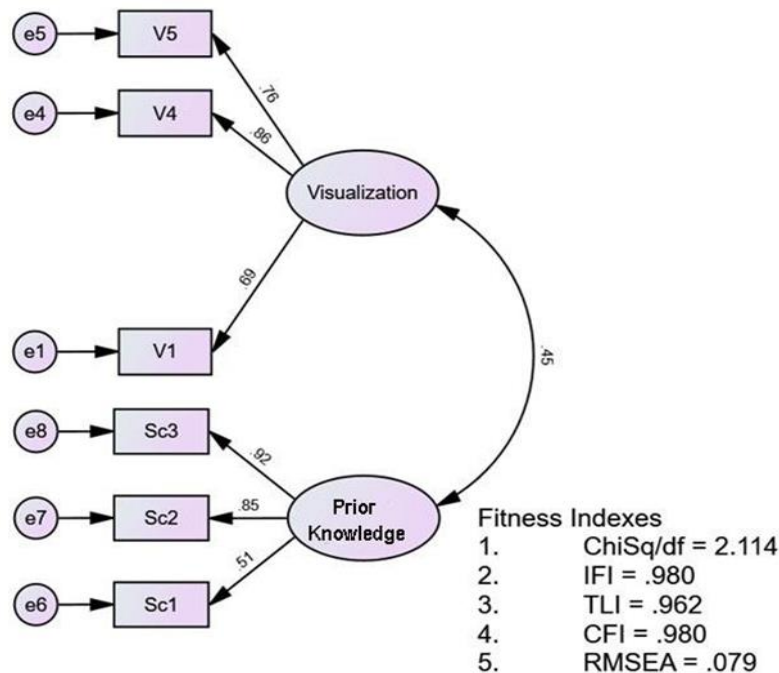 e5
V5
.76
e4
V4
.86
Visualization
.69
e1
V1
.45
e8
Sc3
.92
e7
Sc2
.85
Prior
Knowledge
e6
Sc1
.51
Fitness Indexes
1. ChiSq/df = 2.114
2. IFI = .980
3. TLI = .962
4. CFI = .980
5. RMSEA = .079